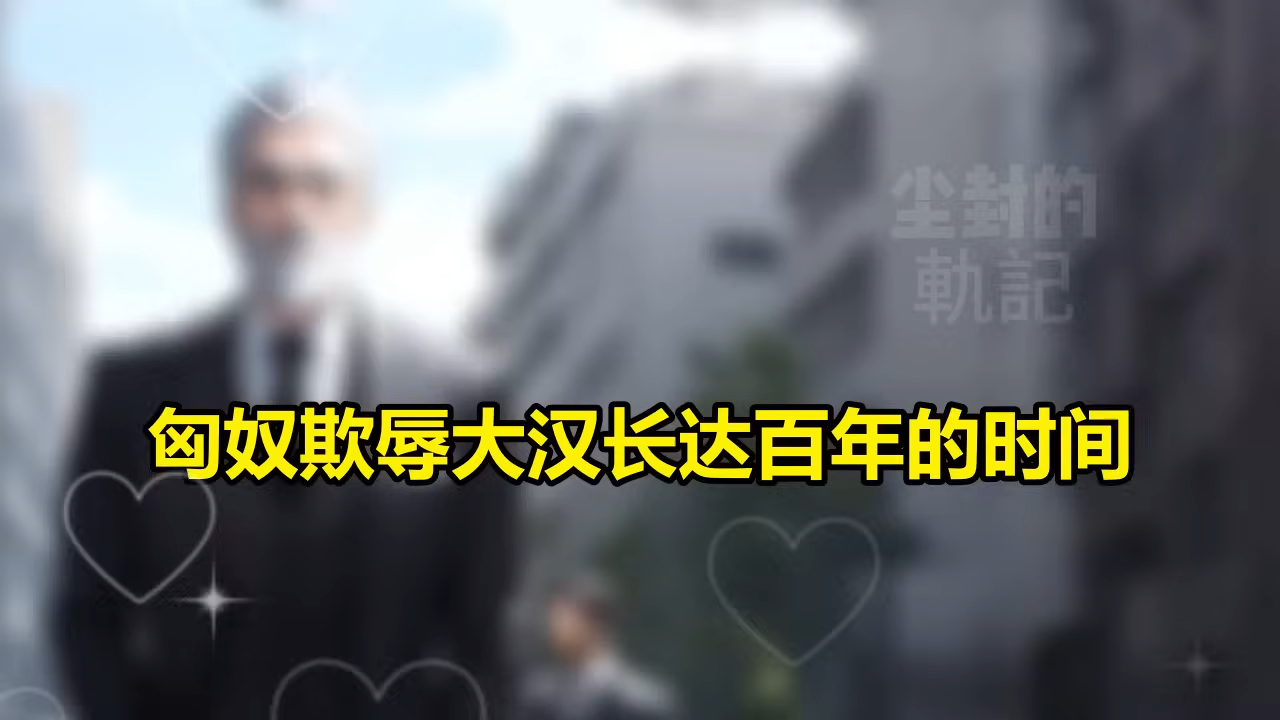 尘封的
軌記
匈奴欺辱大汉长达百年的时间